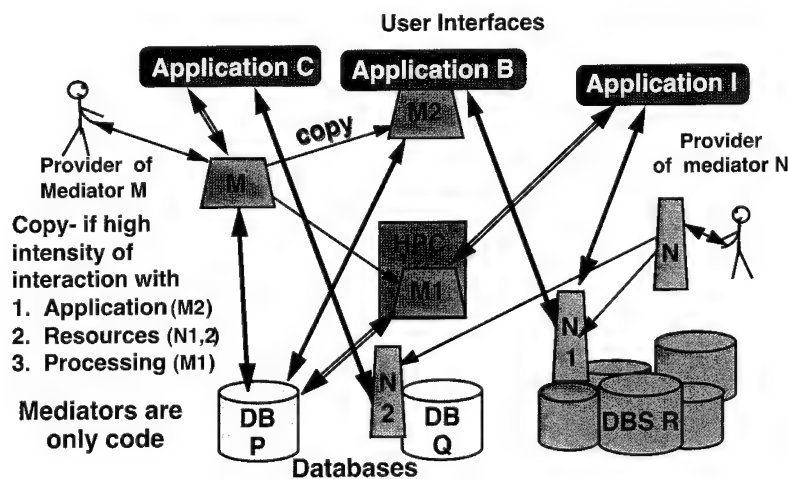 User Interfaces
Application C
Application B
Application I
M2
copy
Provider of
Mediator M
M
Provider
of mediator N
Copy- if high
intensity of
interaction with
1. Application (M2)
2. Resources (N1,2)
3. Processing (M1)
HPC
M1
N
N
1
N
2
Mediators are
only code
DB
P
DB
Q
DBS R
Databases